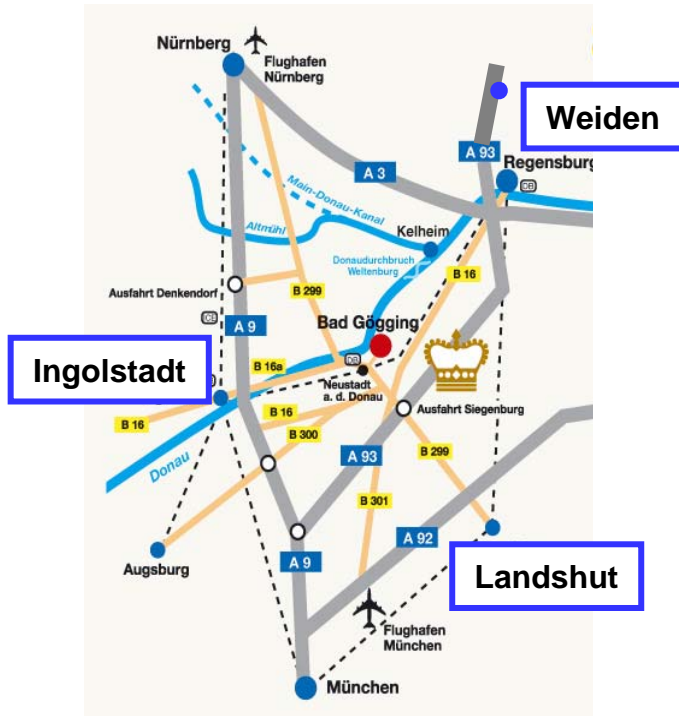 Nürnberg
Flughafen
Nürnberg
Weiden
A 93
Regensburg
DB
A 3
Main-Donau-Kanal
Altmühl
Kelheim
Donaudurchbruch
Weltenburg
B 16
Ausfahrt Denkendorf
B 299
A 9
Bad Gögging
Ingolstadt
B 16a
DB
Neustadt
a. d. Donau
B 16
B 16
Ausfahrt Siegenburg
B 300
Donau
A 93
B 299
B 301
A 92
A 9
Augsburg
Landshut
Flughafen
München
München